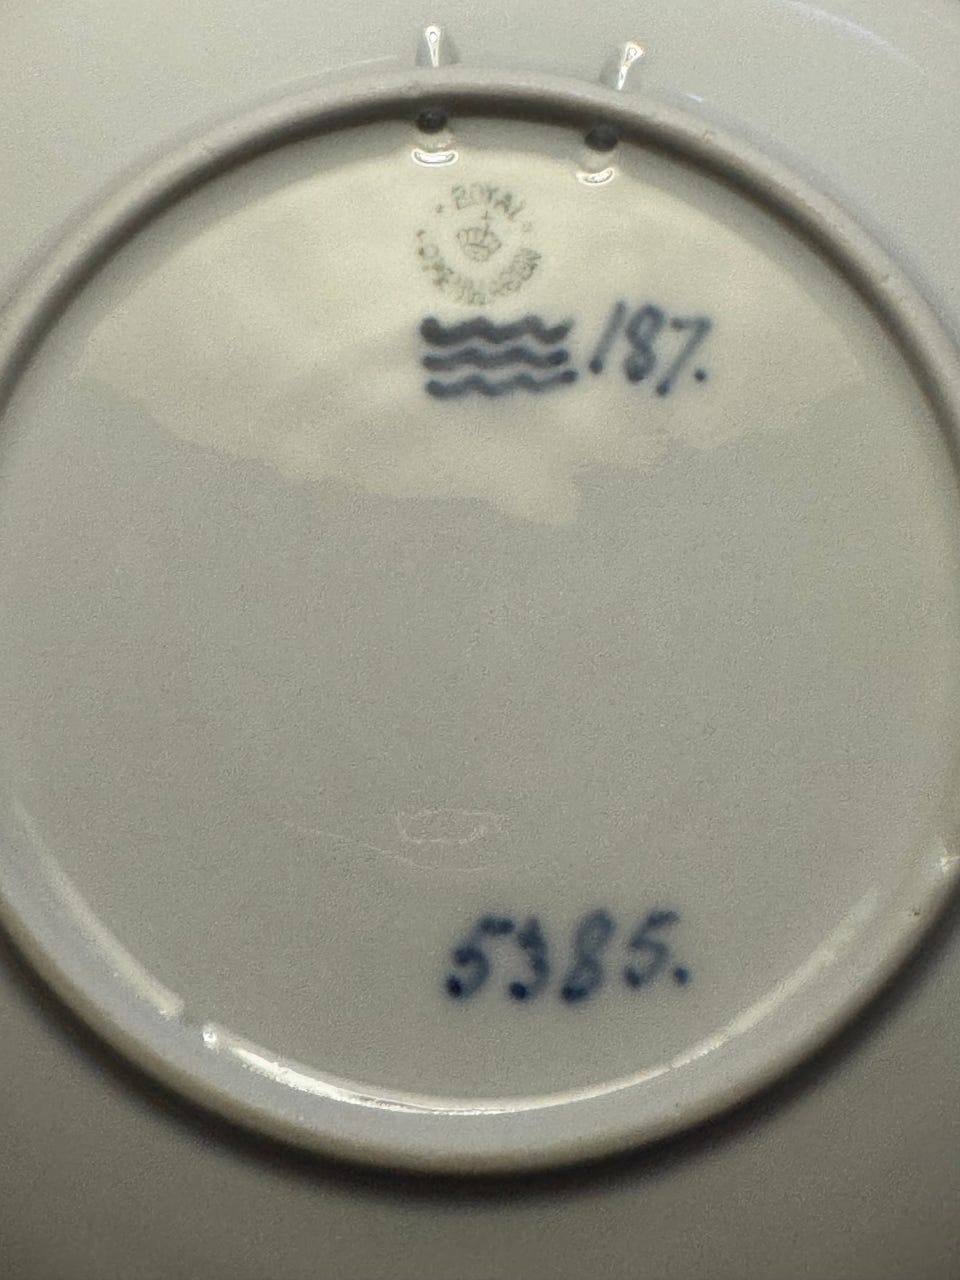 ROYAL
COPENHAGEN
187.
5385.